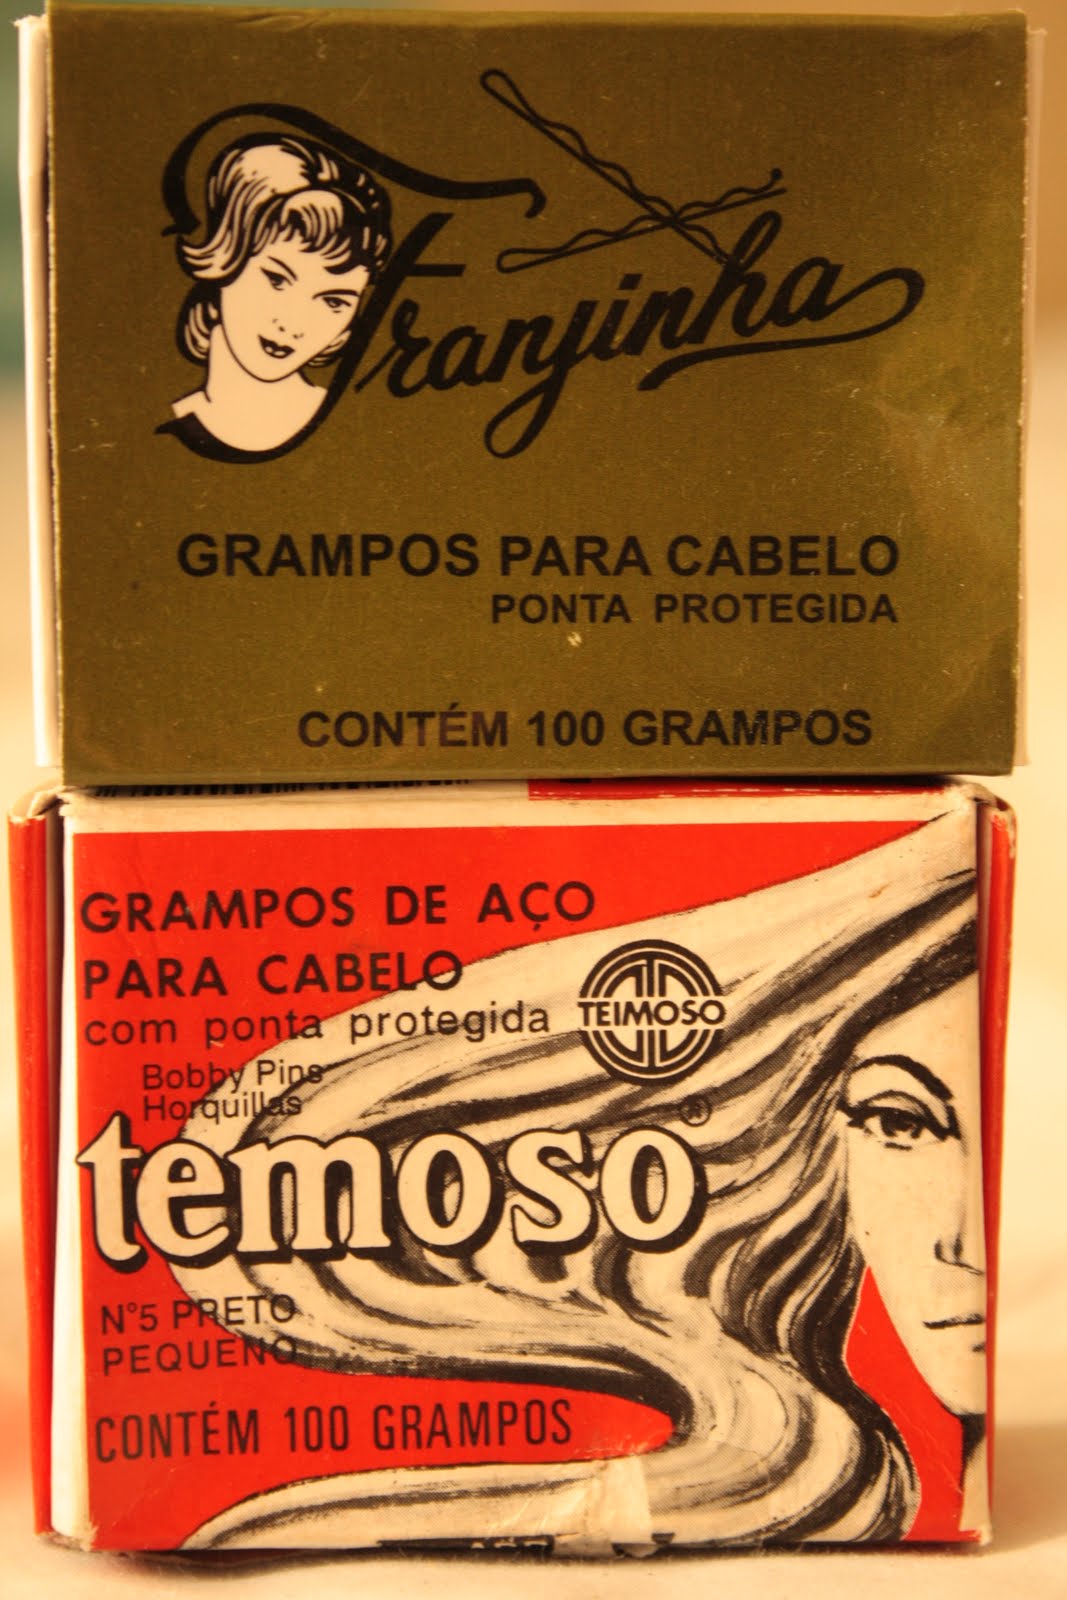 Franjinha
GRAMPOS PARA CABELO
PONTA PROTEGIDA
CONTÉM 100 GRAMPOS
GRAMPOS DE AÇO
PARA CABELO
com ponta protegida
TEIMOSO
Bobby Pins
Horquillas
temoso ®
N°5 PRETO
PEQUENO
CONTÉM 100 GRAMPOS